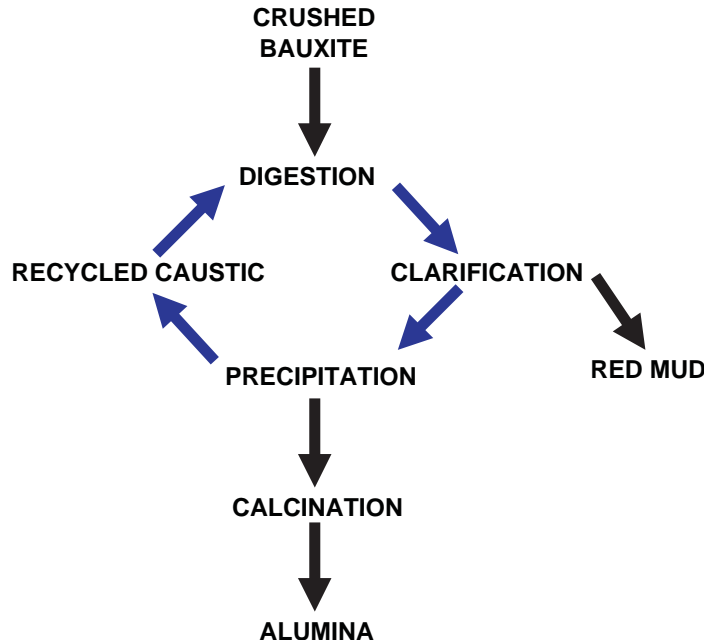 CRUSHED
BAUXITE
DIGESTION
RECYCLED CAUSTIC
CLARIFICATION
PRECIPITATION
RED MUD
CALCINATION
ALUMINA